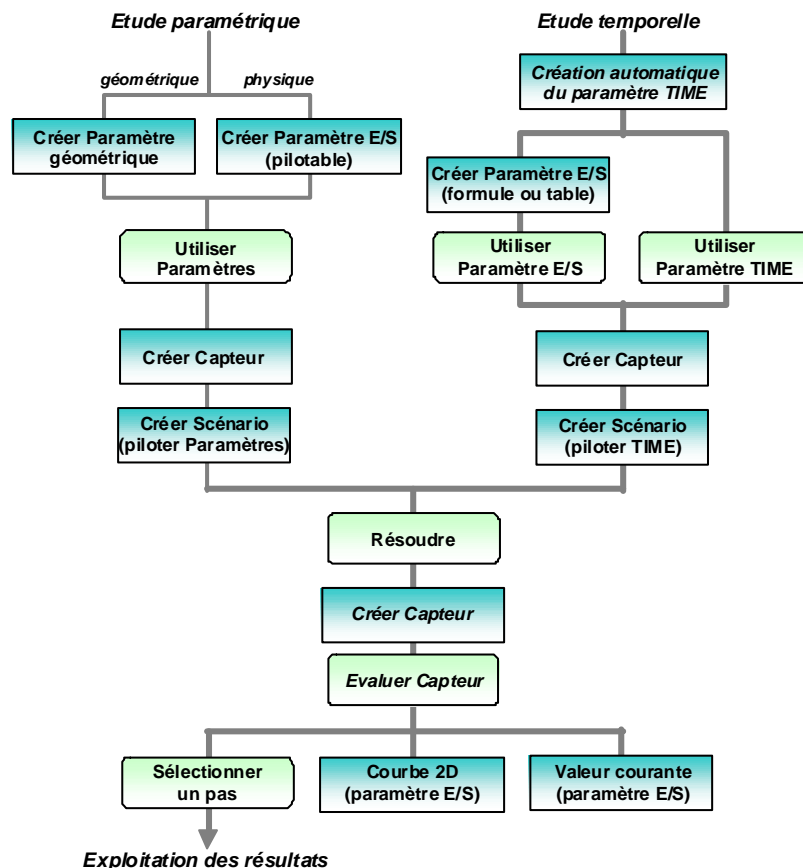 Etude paramétrique
Etude temporelle
géométrique
physique
Création automatique
du paramètre TIME
Créer Paramètre
géométrique
Créer Paramètre E/S
(pilotable)
Créer Paramètre E/S
(formule ou table)
Utiliser
Paramètres
Utiliser
Paramètre E/S
Utiliser
Paramètre TIME
Créer Capteur
Créer Capteur
Créer Scénario
(piloter Paramètres)
Créer Scénario
(piloter TIME)
Résoudre
Créer Capteur
Evaluer Capteur
Sélectionner
un pas
Courbe 2D
(paramètre E/S)
Valeur courante
(paramètre E/S)
Exploitation des résultats